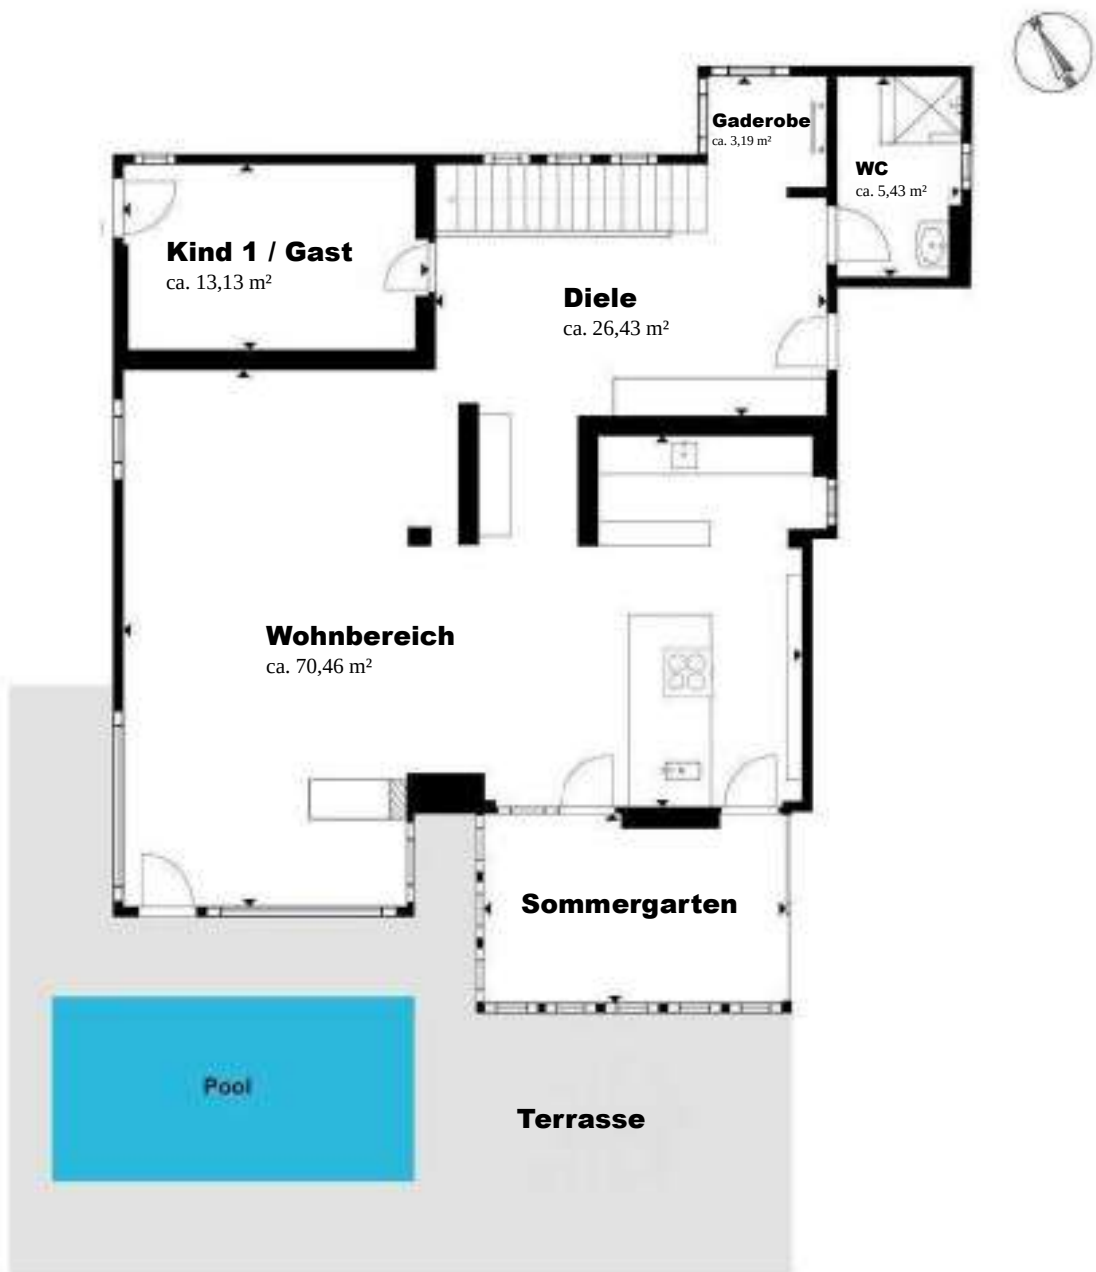 Gaderobe
ca. 3,19 m²
WC
ca. 5,43 m²
Kind 1 / Gast
ca. 13,13 m²
Diele
ca. 26,43 m²
Wohnbereich
ca. 70,46 m²
Sommergarten
Pool
Terrasse